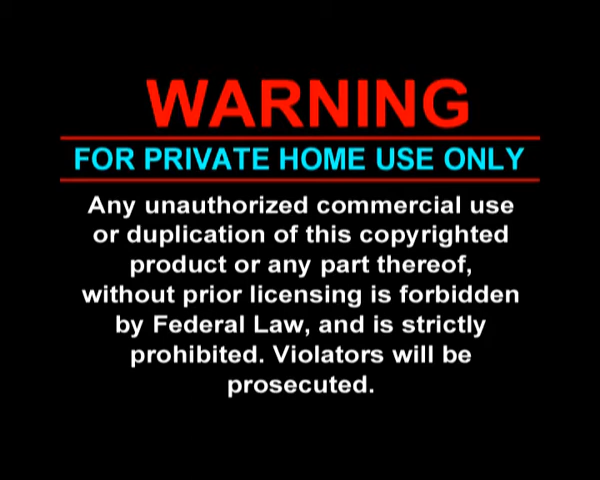 WARNING
FOR PRIVATE HOME USE ONLY
Any unauthorized commercial use
or duplication of this copyrighted
product or any part thereof,
without prior licensing is forbidden
by Federal Law, and is strictly
prohibited. Violators will be
prosecuted.